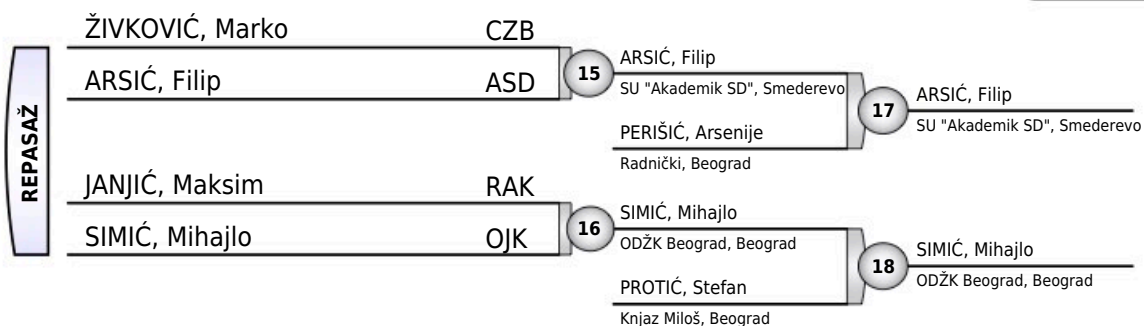 REPASAŽ
ŽIVKOVIĆ, Marko CZB
ARSIĆ, Filip ASD
15
ARSIĆ, Filip
SU "Akademik SD", Smederevo
PERIŠIĆ, Arsenije
Radnički, Beograd
17
ARSIĆ, Filip
SU "Akademik SD", Smederevo
JANJIĆ, Maksim RAK
SIMIĆ, Mihajlo OJK
16
SIMIĆ, Mihajlo
ODŽK Beograd, Beograd
PROTIĆ, Stefan
Knjaz Miloš, Beograd
18
SIMIĆ, Mihajlo
ODŽK Beograd, Beograd